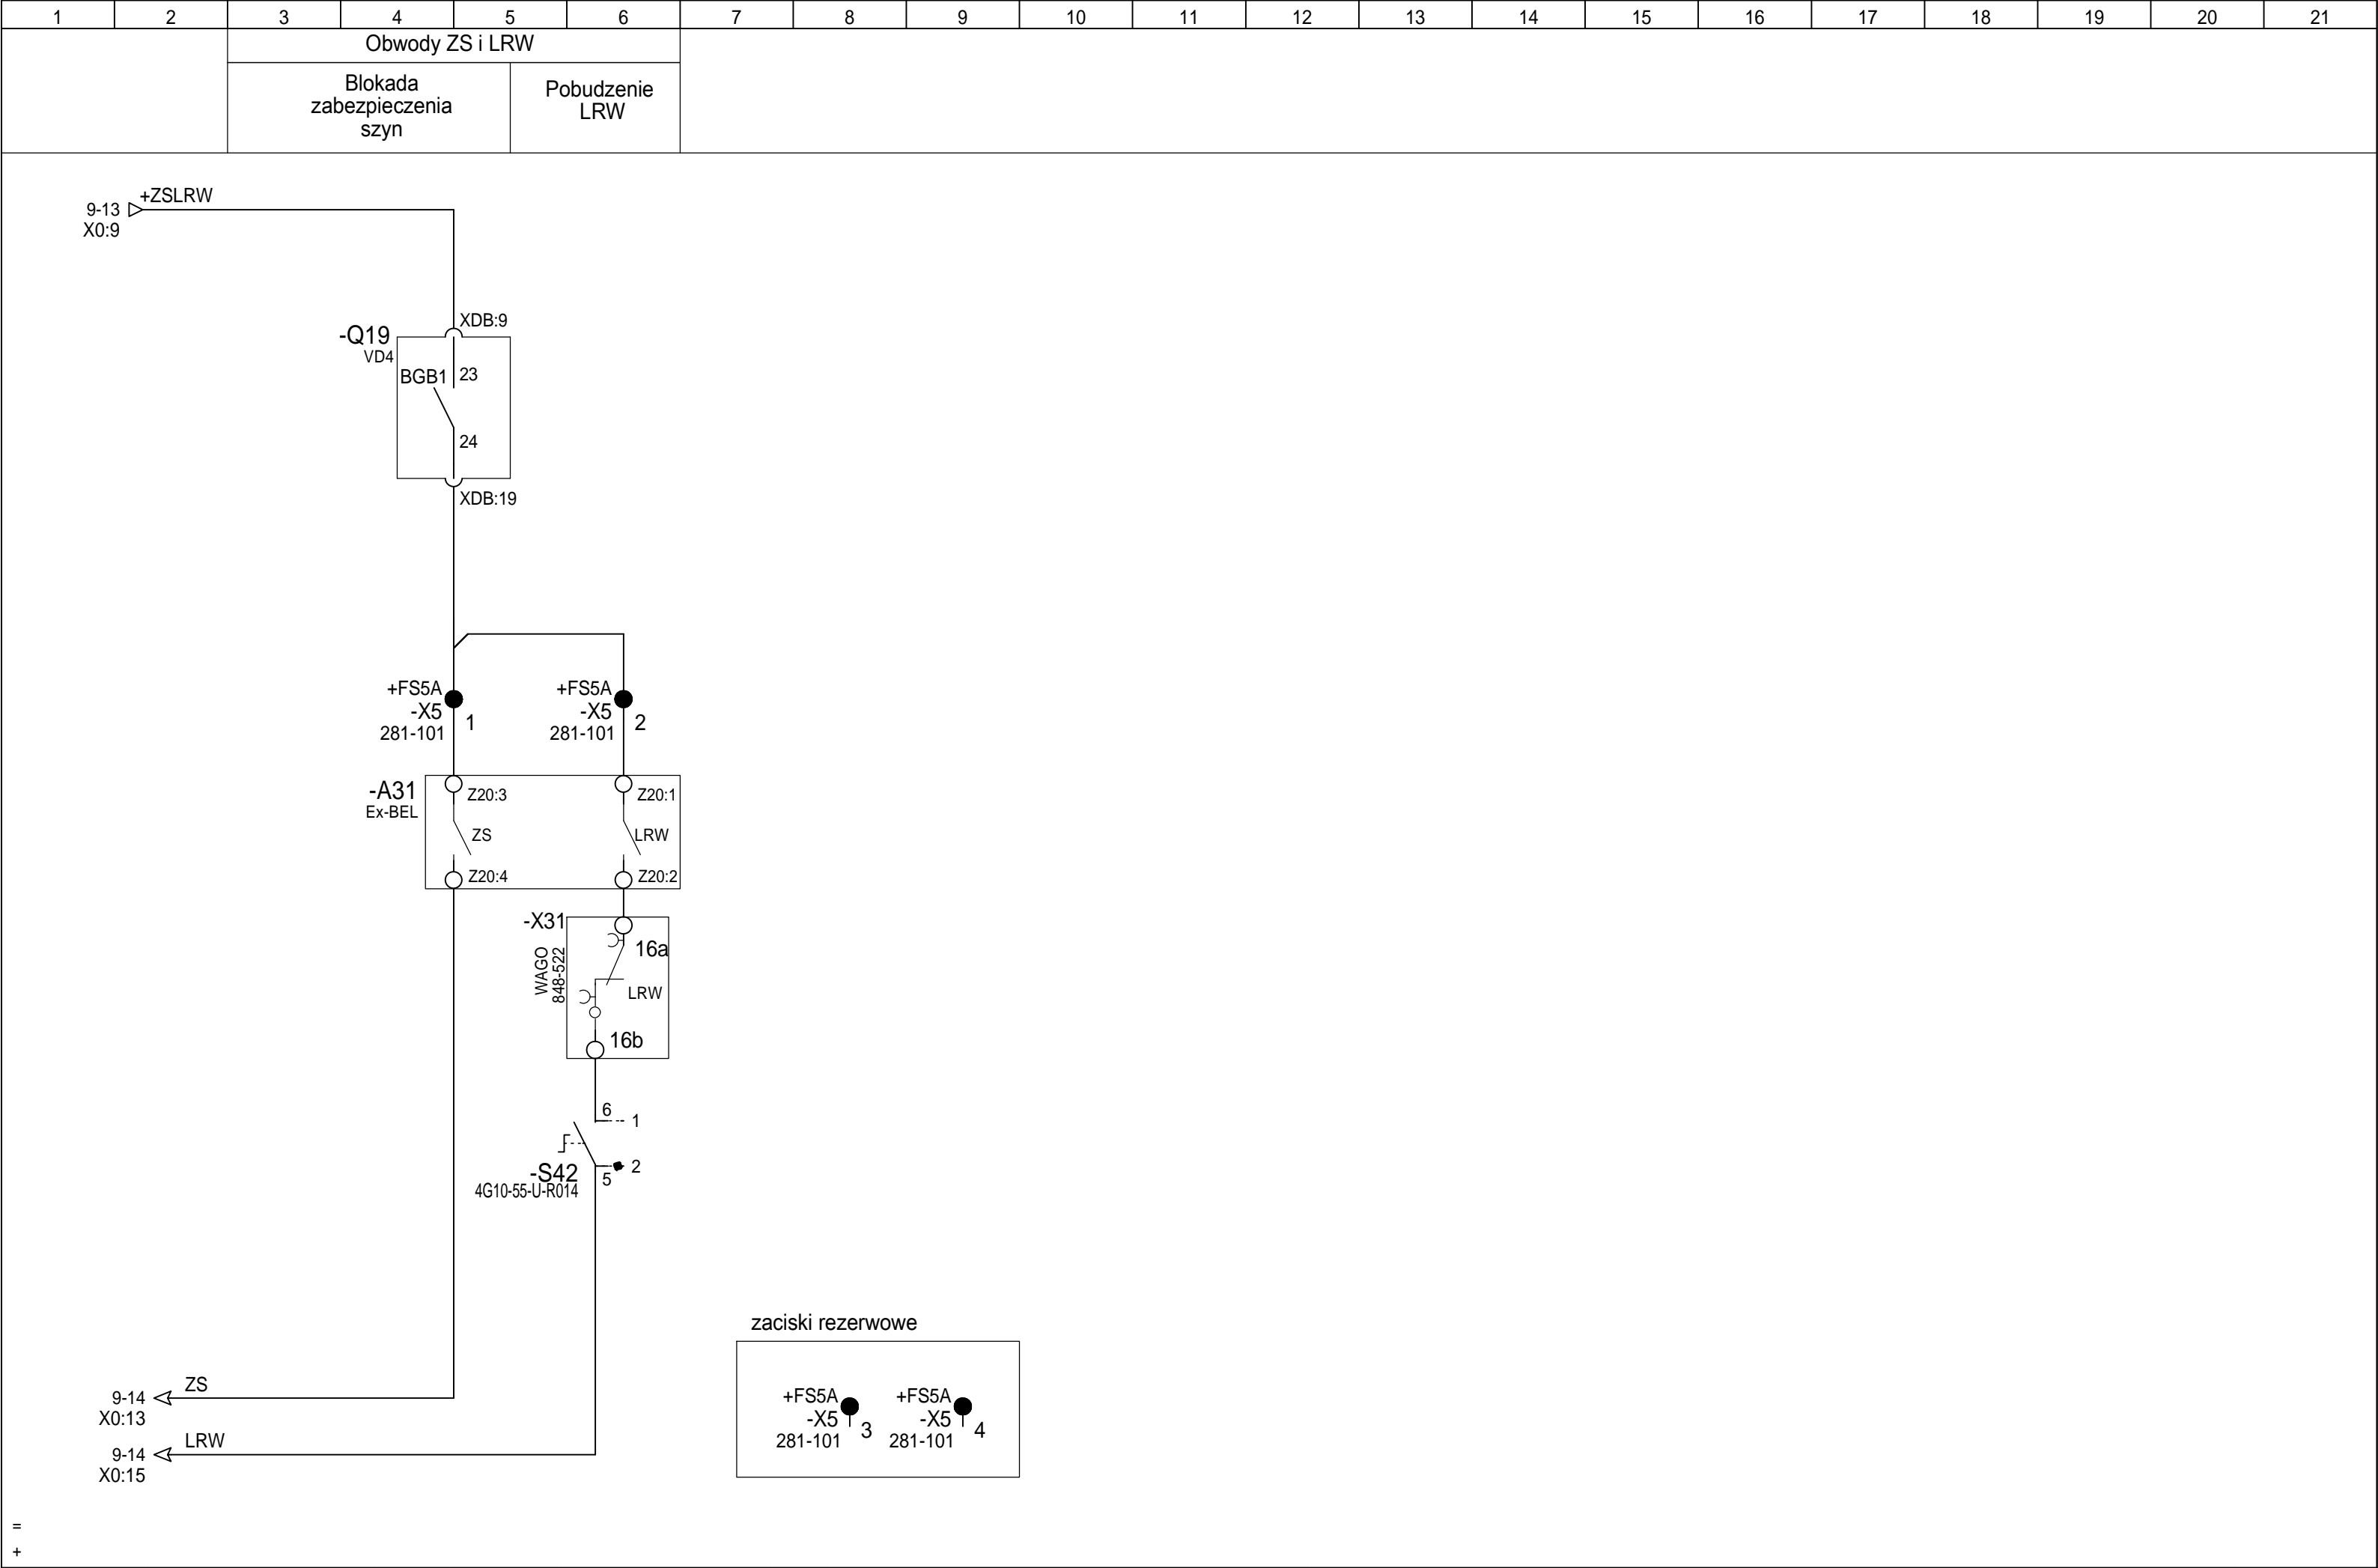 1 2 3 4 5 6 7 8 9 10 11 12 13 14 15 16 17 18 19 20 21
Obwody ZS i LRW
Blokada
zabezpieczenia
szyn
Pobudzenie
LRW
+ZSLRW
9-13
X0:9
XDB:9
-Q19
VD4
BGB1
23
24
XDB:19
+FS5A
-X5
281-101
1
+FS5A
-X5
281-101
2
-A31
Ex-BEL
Z20:3
ZS
Z20:4
Z20:1
LRW
Z20:2
-X31
WAGO
848-522
16a
LRW
16b
6
1
-S42
4G10-55-U-R014
5
2
zaciski rezerwowe
+FS5A
-X5
281-101
3
+FS5A
-X5
281-101
4
ZS
9-14
X0:13
LRW
9-14
X0:15
=
+